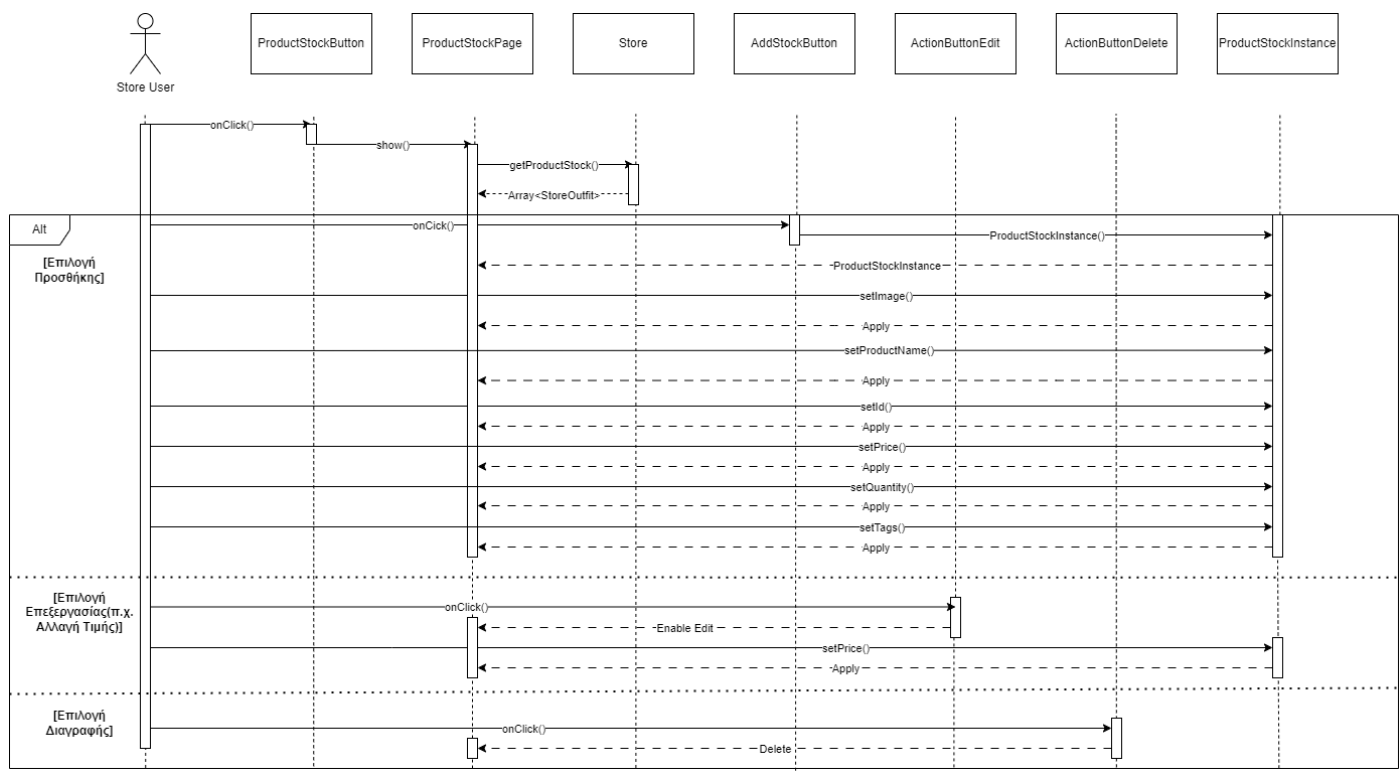 Store User
ProductStockButton
ProductStockPage
Store
AddStockButton
ActionButtonEdit
ActionButtonDelete
ProductStockInstance
onClick()
show()
getProductStock()
Array<StoreOutfit>
Alt
onCick()
ProductStockInstance()
[Επιλογή
Προσθήκης]
ProductStockInstance
setImage()
Apply
setProductName()
Apply
setId()
Apply
setPrice()
Apply
setQuantity()
Apply
setTags()
Apply
[Επιλογή
Επεξεργασίας(π.χ.
Αλλαγή Τιμής)]
onClick()
Enable Edit
setPrice()
Apply
[Επιλογή
Διαγραφής]
onClick()
Delete